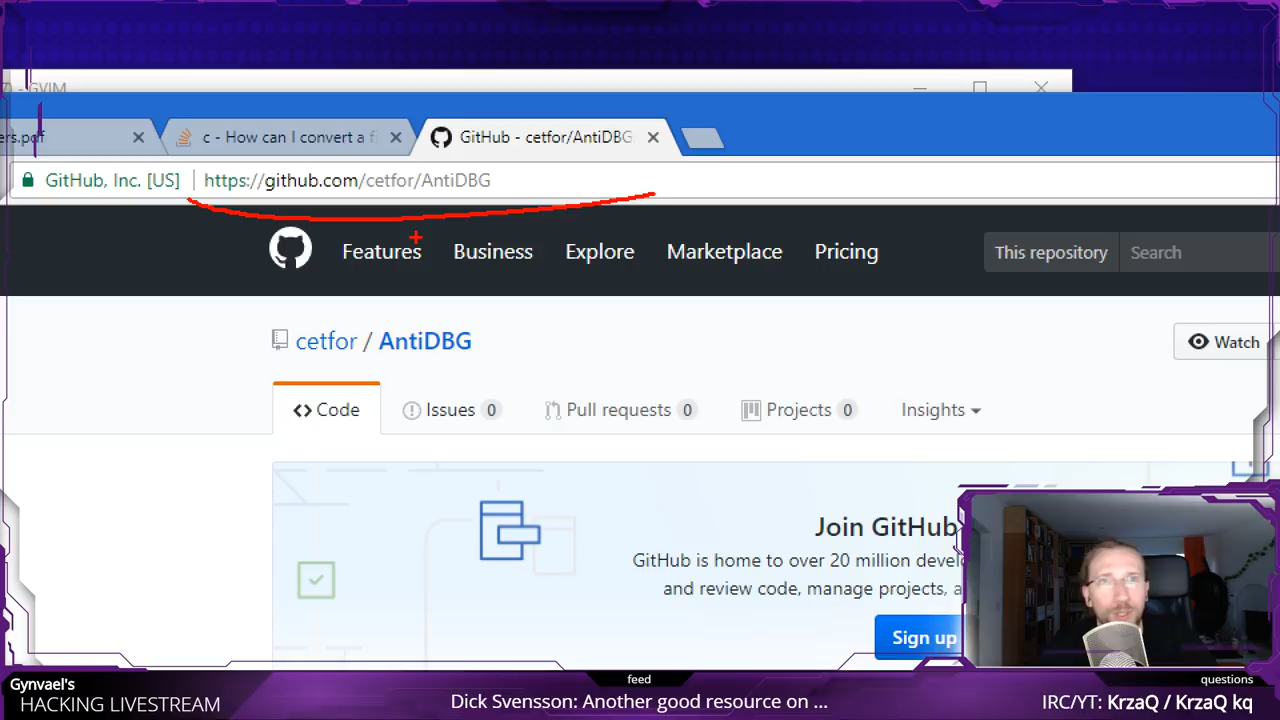 - GVIM
ers.pdf
c - How can I convert a f
GitHub - cetfor/AntiDBG
GitHub, Inc. [US]
https://github.com/cetfor/AntiDBG
Features
Business
Explore
Marketplace
Pricing
This repository
Search
cetfor / AntiDBG
Watch
Code
Issues 0
Pull requests 0
Projects 0
Insights
Join GitHub
GitHub is home to over 20 million devel
and review code, manage projects, a
Sign up
Gynvael's
HACKING LIVESTREAM
feed
Dick Svensson: Another good resource on ...
questions
IRC/YT: KrzaQ / KrzaQ kq